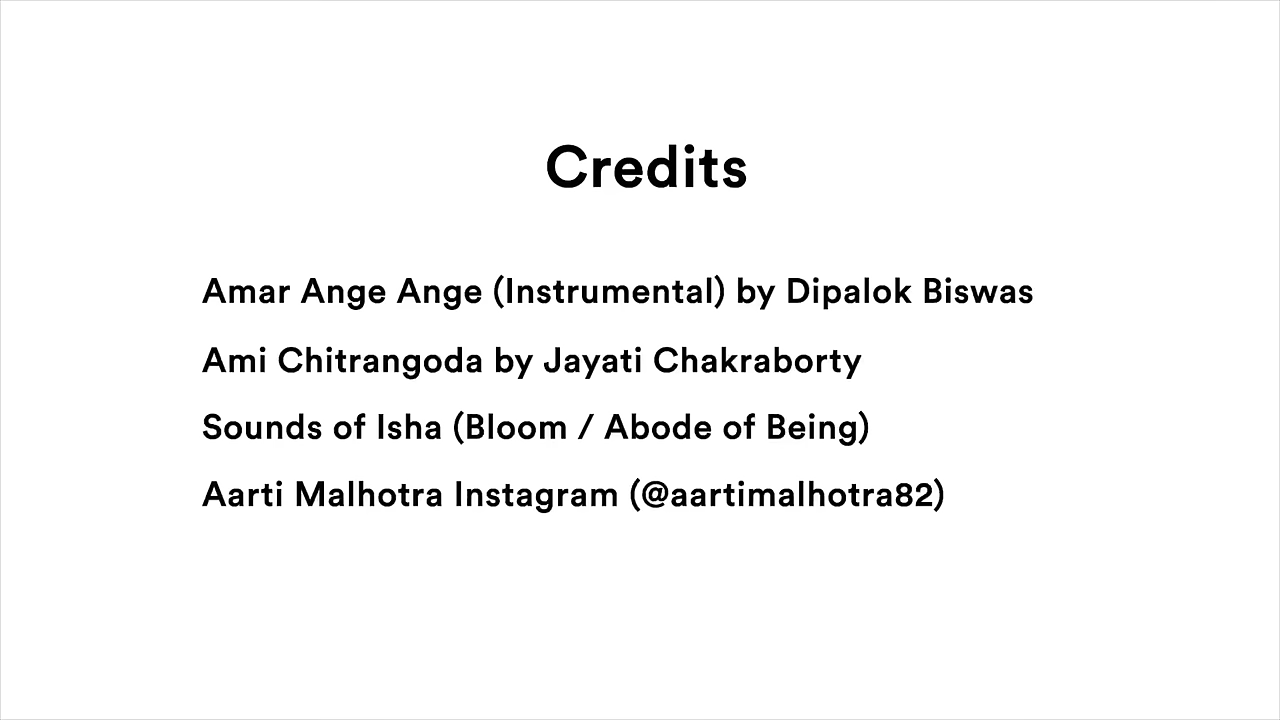 Credits
Amar Ange Ange (Instrumental) by Dipalok Biswas
Ami Chitrangoda by Jayati Chakraborty
Sounds of Isha (Bloom / Abode of Being)
Aarti Malhotra Instagram (@aartimalhotra82)